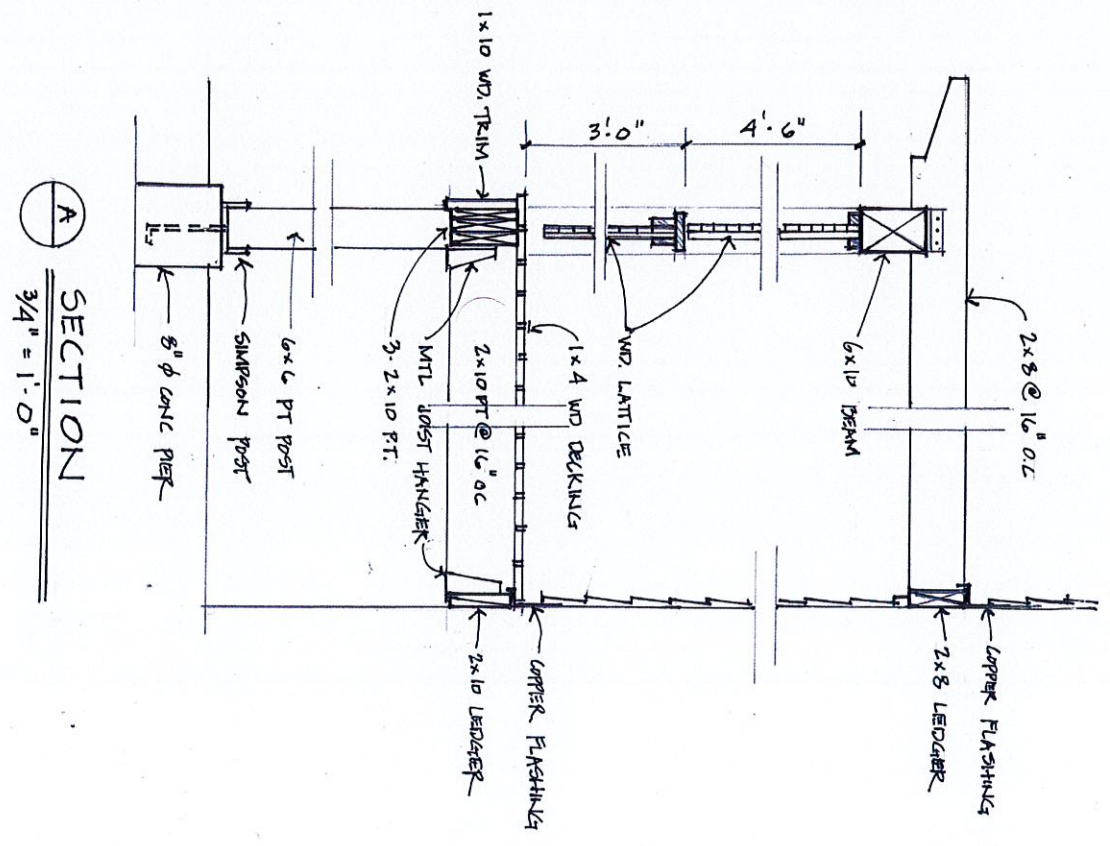 2x8 @ 16" O.C
COPPER FLASHING
2x8 LEDGER
6x10 BEAM
4'-6"
WD. LATTICE
3'-0"
1x4 WD DECKING
COPPER FLASHING
1x10 WD. TRIM
2x10 PT @ 16" OC
MTL JOIST HANGER
3-2x10 P.T.
2x10 LEDGER
6x6 PT POST
SIMPSON POST
8" φ CONC PIER
A
SECTION
3/4" = 1'-0"